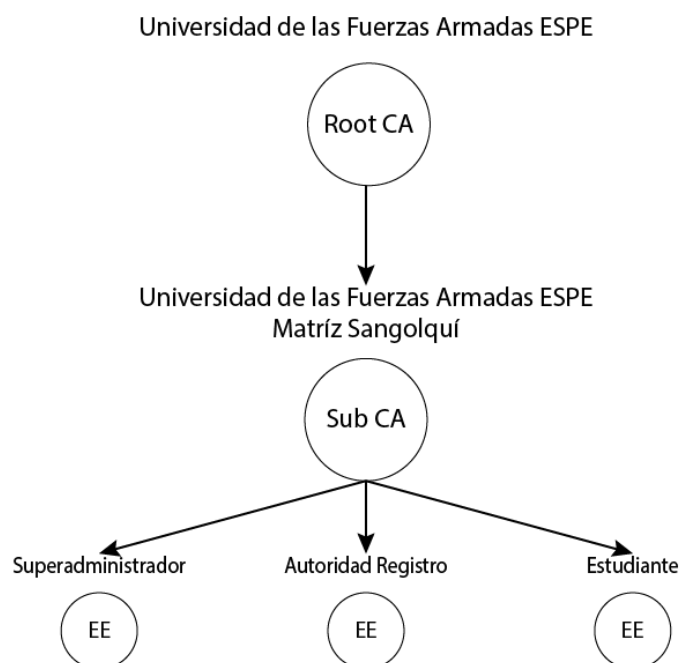 Universidad de las Fuerzas Armadas ESPE
Root CA
Universidad de las Fuerzas Armadas ESPE
Matríz Sangolquí
Sub CA
Superadministrador
Autoridad Registro
Estudiante
EE
EE
EE